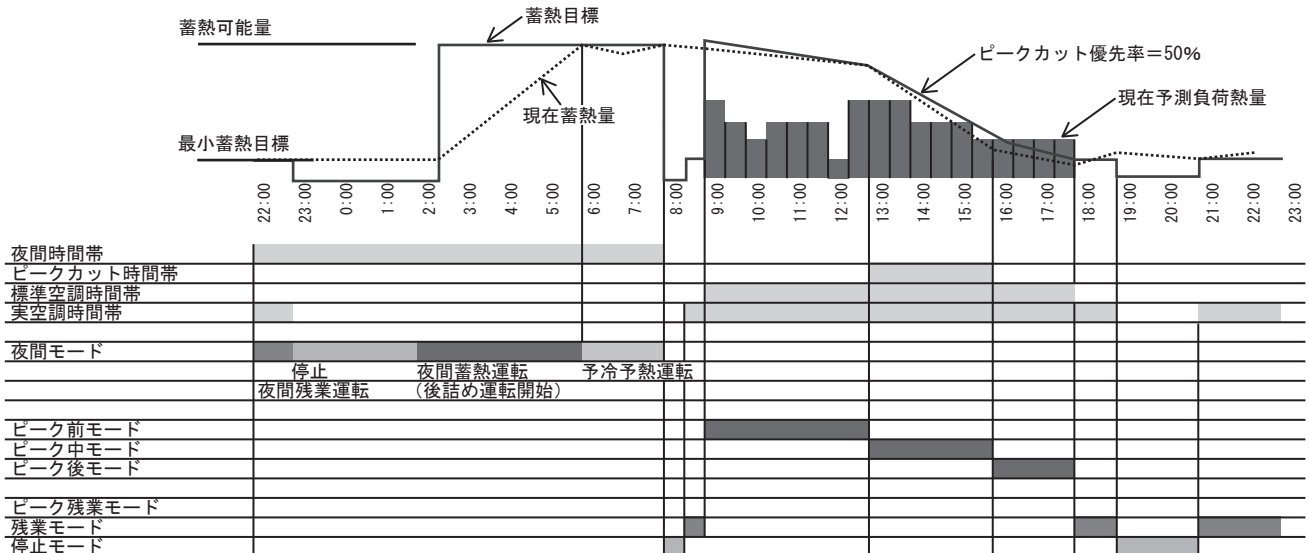 蓄熱目標
蓄熱可能量
ピークカット優先率＝50%
現在予測負荷熱量
現在蓄熱量
最小蓄熱目標
22:00 23:00 0:00 1:00 2:00 3:00 4:00 5:00 6:00 7:00 8:00 9:00 10:00 11:00 12:00 13:00 14:00 15:00 16:00 17:00 18:00 19:00 20:00 21:00 22:00 23:00
夜間時間帯
ピークカット時間帯
標準空調時間帯
実空調時間帯
夜間モード
停止 夜間蓄熱運転 予冷予熱運転
夜間残業運転 (後詰め運転開始)
ピーク前モード
ピーク中モード
ピーク後モード
ピーク残業モード
残業モード
停止モード